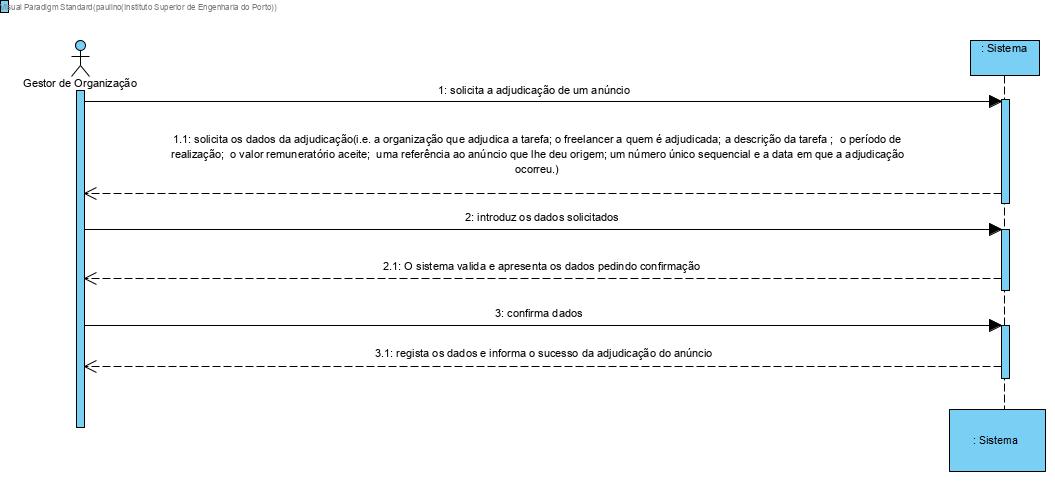 Visual Paradigm Standard(paulino(Instituto Superior de Engenharia do Porto))
: Sistema
Gestor de Organização
1: solicita a adjudicação de um anúncio
1.1: solicita os dados da adjudicação(i.e. a organização que adjudica a tarefa; o freelancer a quem é adjudicada; a descrição da tarefa ; o período de
realização; o valor remuneratório aceite; uma referência ao anúncio que lhe deu origem; um número único sequencial e a data em que a adjudicação
ocorreu.)
2: introduz os dados solicitados
2.1: O sistema valida e apresenta os dados pedindo confirmação
3: confirma dados
3.1: regista os dados e informa o sucesso da adjudicação do anúncio
: Sistema